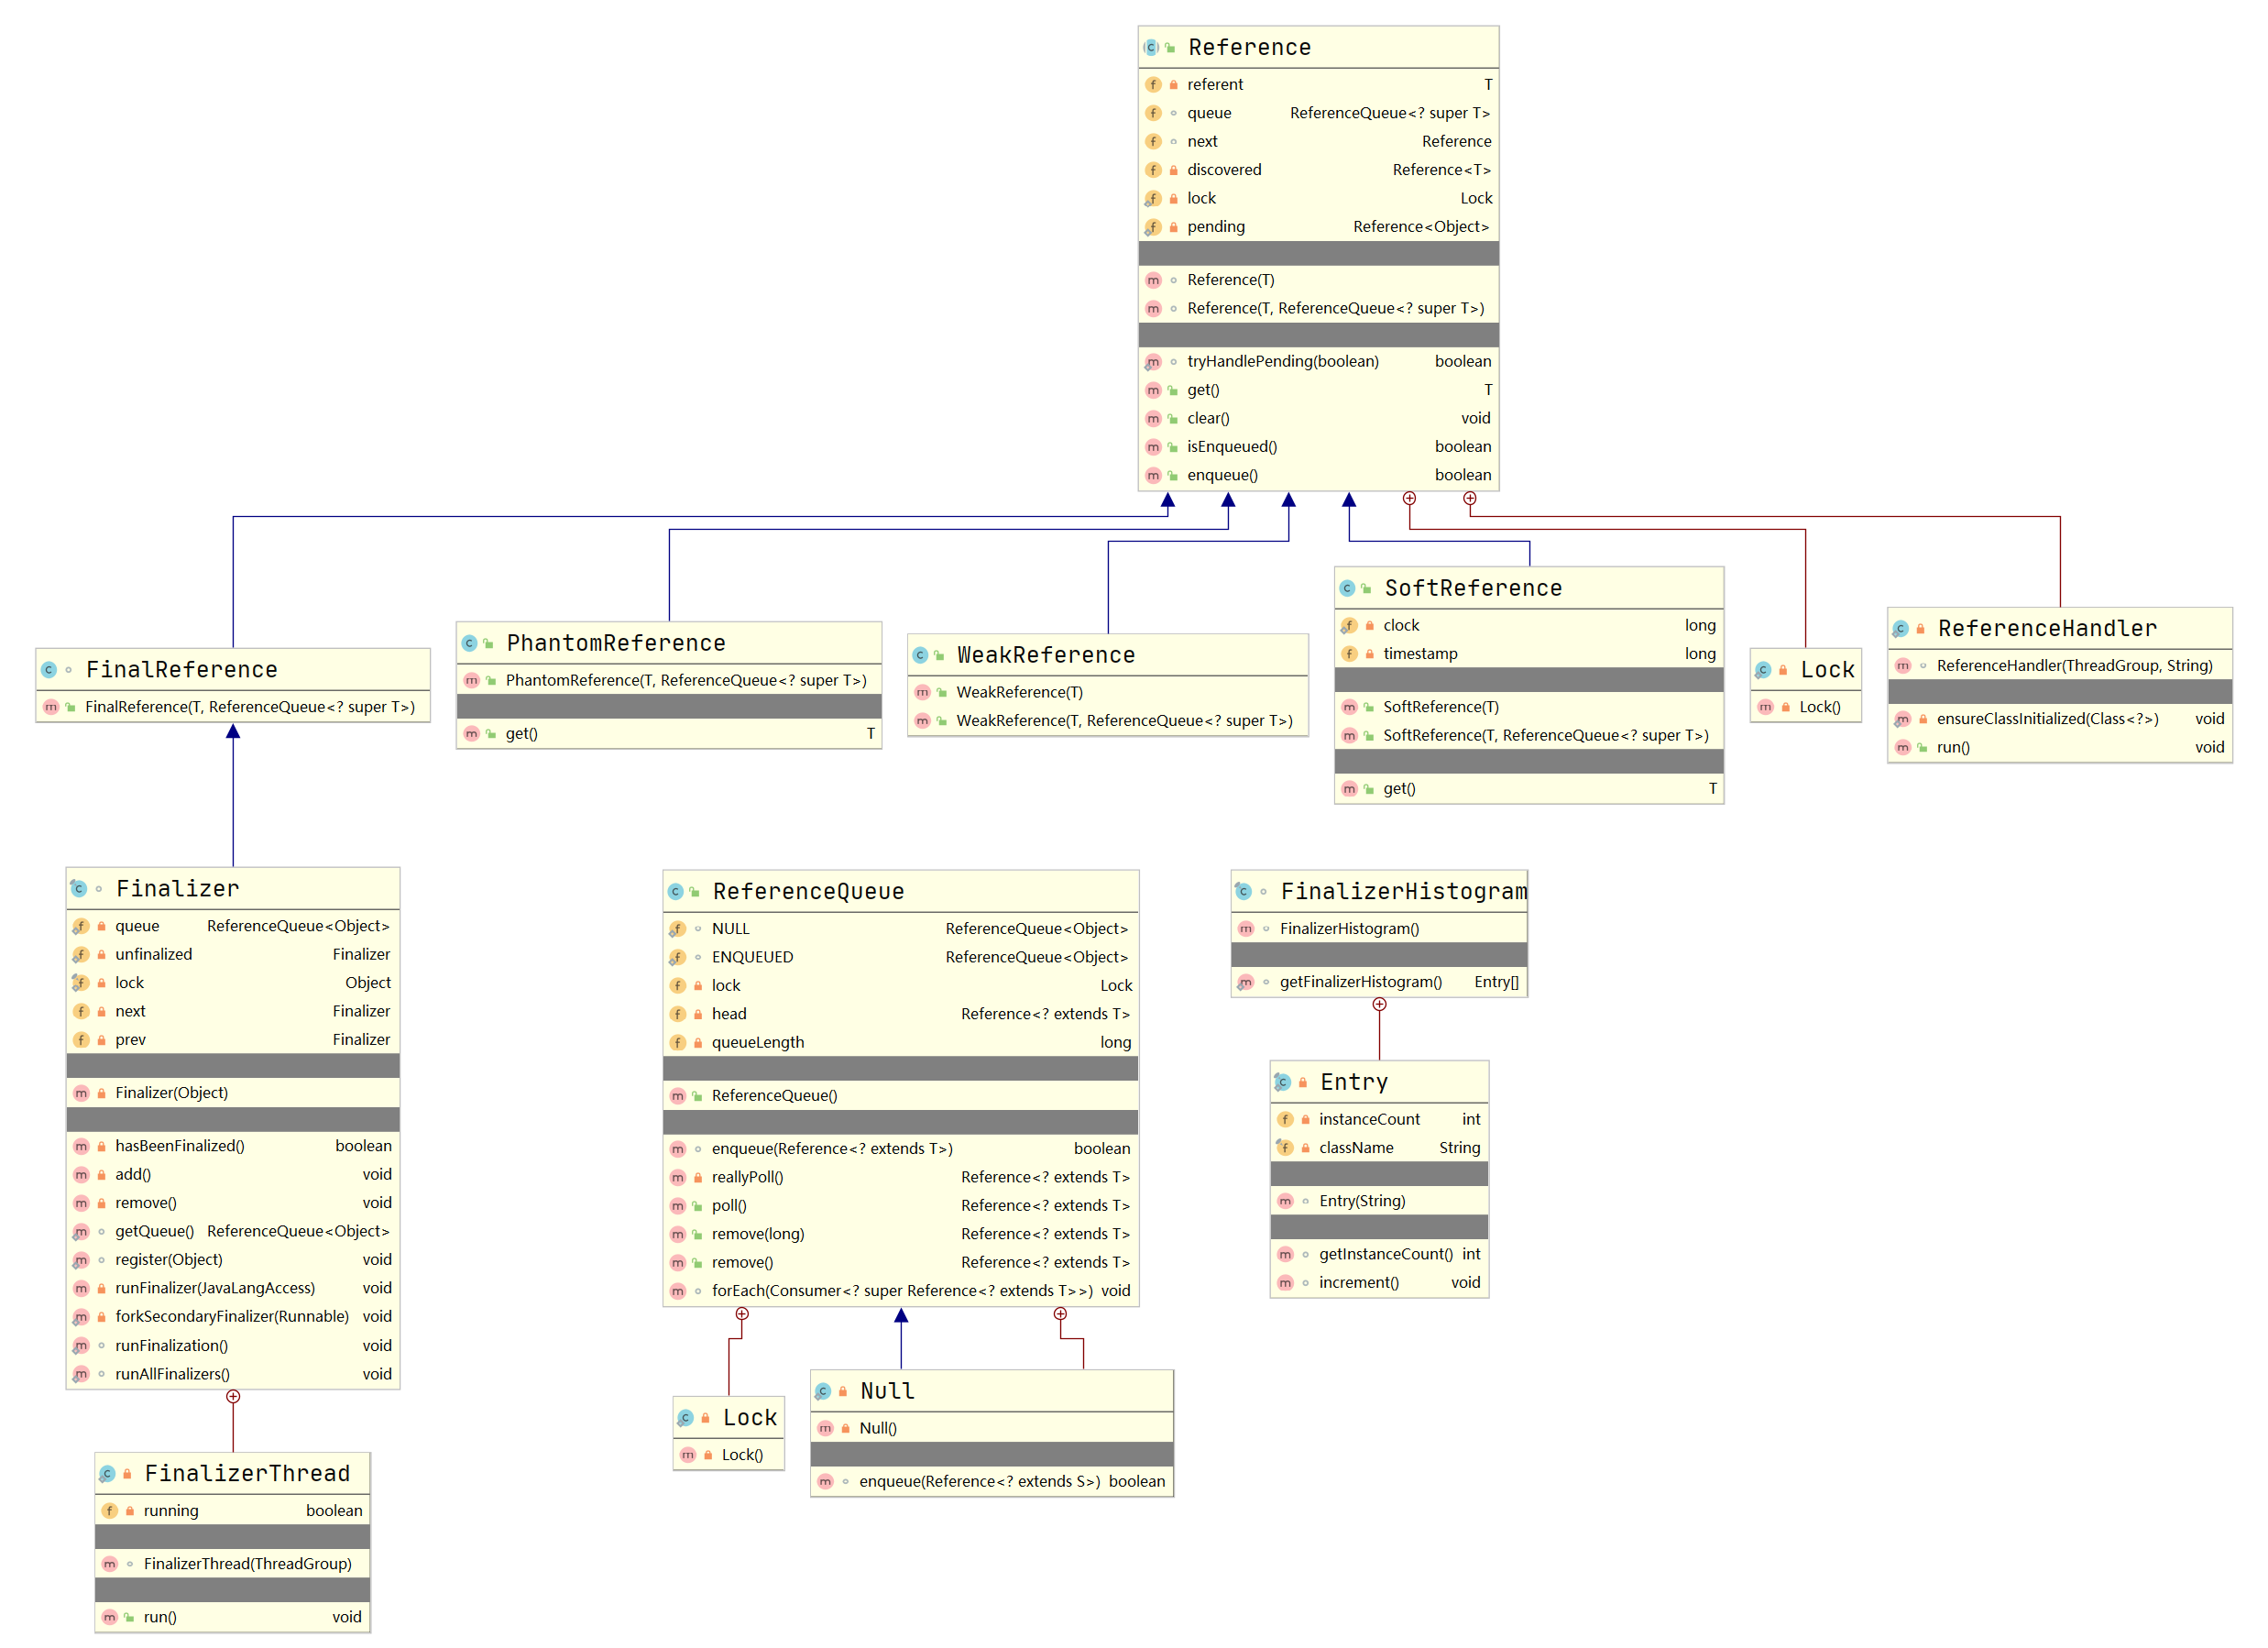 Reference
referent T
queue ReferenceQueue<? super T>
next Reference
discovered Reference<T>
lock Lock
pending Reference<Object>
Reference(T)
Reference(T, ReferenceQueue<? super T>)
tryHandlePending(boolean) boolean
get() T
clear() void
isEnqueued() boolean
enqueue() boolean
FinalReference
FinalReference(T, ReferenceQueue<? super T>)
PhantomReference
PhantomReference(T, ReferenceQueue<? super T>)
get() T
WeakReference
WeakReference(T)
WeakReference(T, ReferenceQueue<? super T>)
SoftReference
clock long
timestamp long
SoftReference(T)
SoftReference(T, ReferenceQueue<? super T>)
get() T
Lock
Lock()
ReferenceHandler
ReferenceHandler(ThreadGroup, String)
ensureClassInitialized(Class<?>) void
run() void
Finalizer
queue ReferenceQueue<Object>
unfinalized Finalizer
lock Object
next Finalizer
prev Finalizer
Finalizer(Object)
hasBeenFinalized() boolean
add() void
remove() void
getQueue() ReferenceQueue<Object>
register(Object) void
runFinalizer(JavaLangAccess) void
forkSecondaryFinalizer(Runnable) void
runFinalization() void
runAllFinalizers() void
FinalizerThread
running boolean
FinalizerThread(ThreadGroup)
run() void
ReferenceQueue
NULL ReferenceQueue<Object>
ENQUEUED ReferenceQueue<Object>
lock Lock
head Reference<? extends T>
queueLength long
ReferenceQueue()
enqueue(Reference<? extends T>) boolean
reallyPoll() Reference<? extends T>
poll() Reference<? extends T>
remove(long) Reference<? extends T>
remove() Reference<? extends T>
forEach(Consumer<? super Reference<? extends T>>) void
Lock
Lock()
Null
Null()
enqueue(Reference<? extends S>) boolean
FinalizerHistogram
FinalizerHistogram()
getFinalizerHistogram() Entry[]
Entry
instanceCount int
className String
Entry(String)
getInstanceCount() int
increment() void